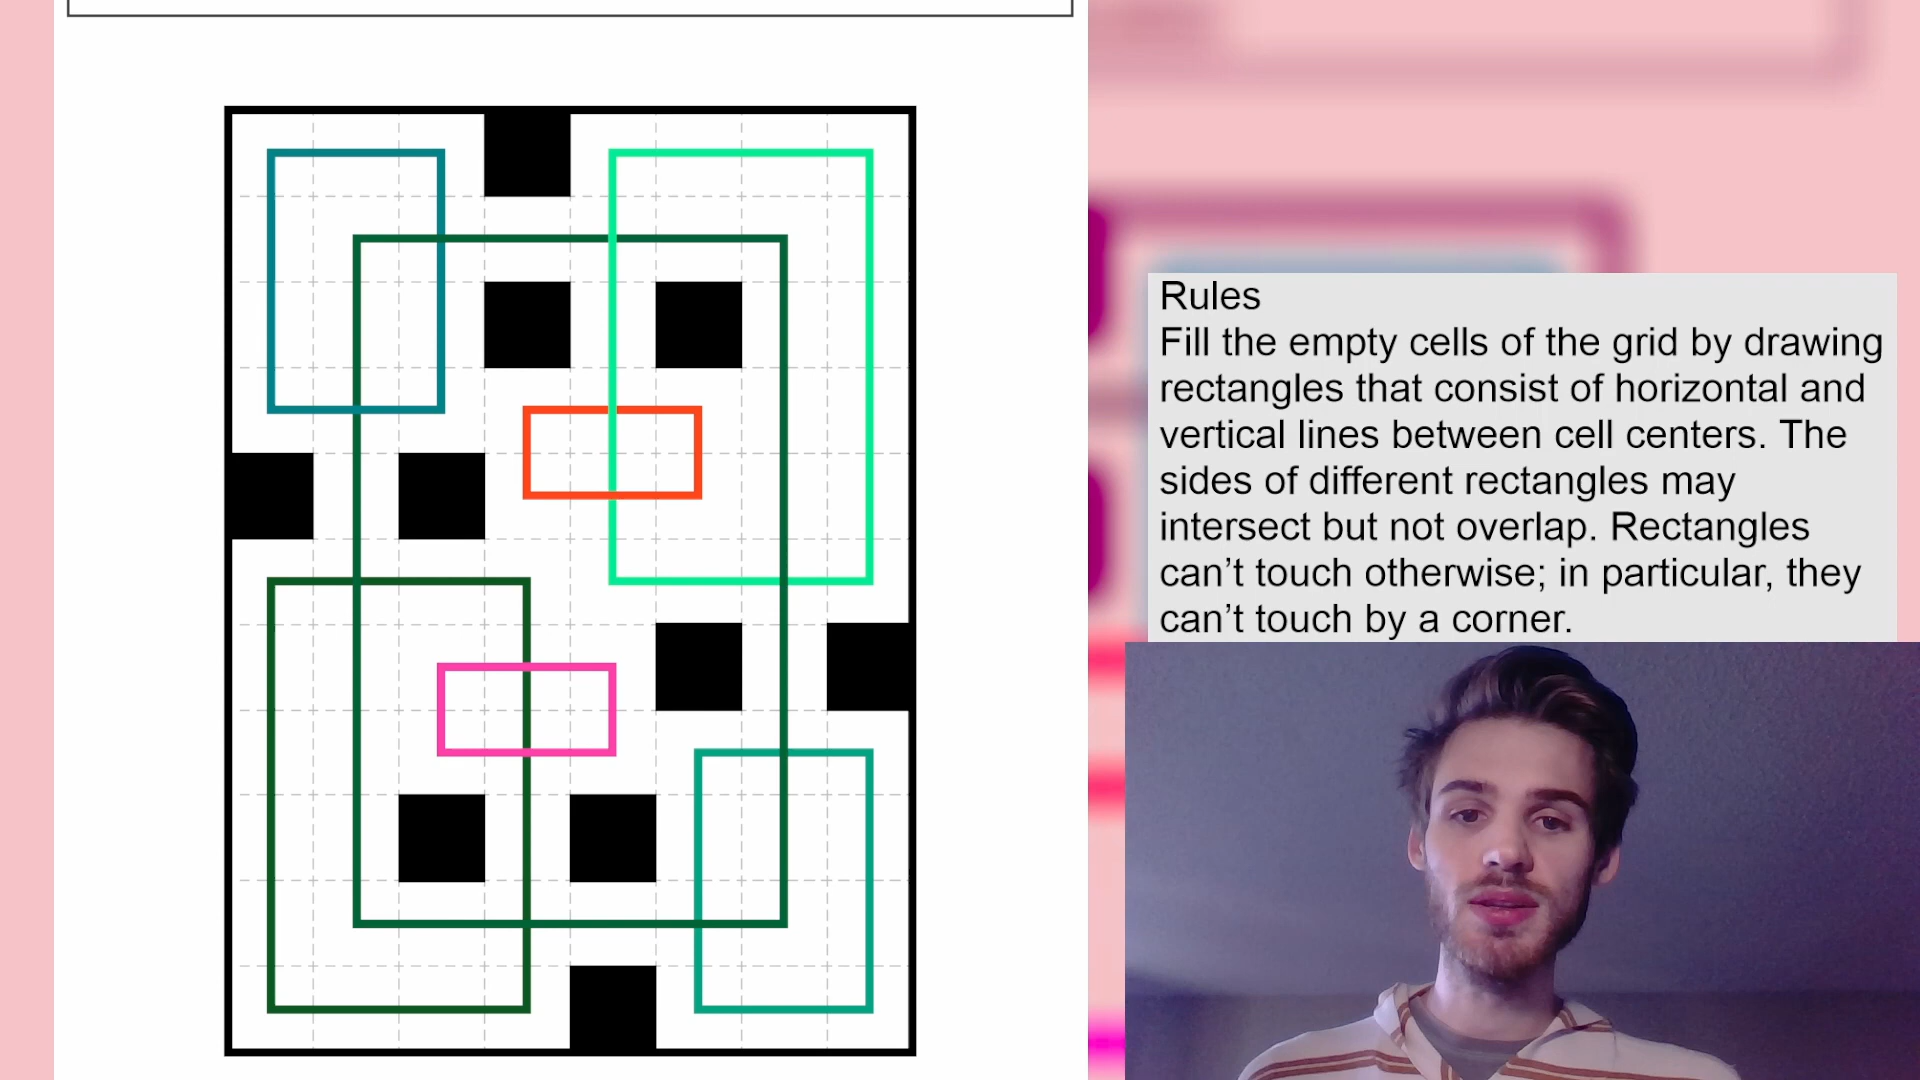 Rules
Fill the empty cells of the grid by drawing
rectangles that consist of horizontal and
vertical lines between cell centers. The
sides of different rectangles may
intersect but not overlap. Rectangles
can’t touch otherwise; in particular, they
can’t touch by a corner.